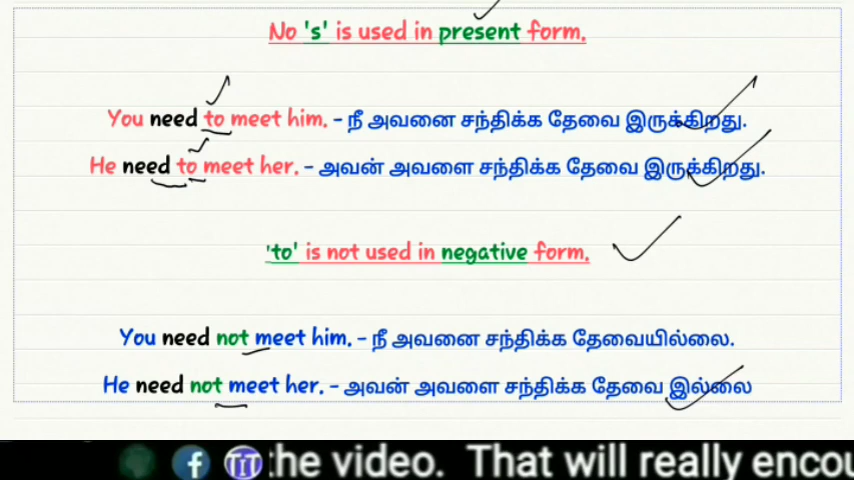 No 's' is used in present form.
You need to meet him. - நீ அவனை சந்திக்க தேவை இருக்கிறது.
He need to meet her. - அவன் அவளை சந்திக்க தேவை இருக்கிறது.
'to' is not used in negative form.
You need not meet him. - நீ அவனை சந்திக்க தேவையில்லை.
He need not meet her. - அவன் அவளை சந்திக்க தேவை இல்லை
the video. That will really encou